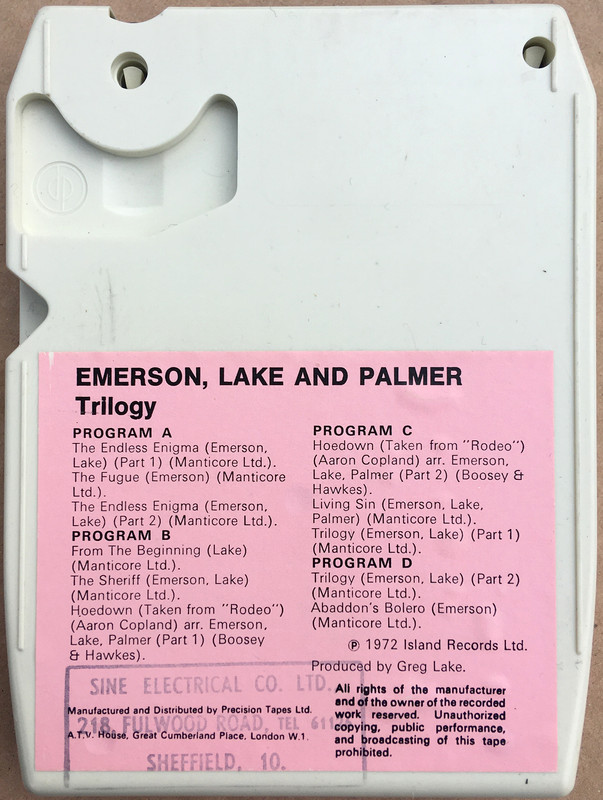 EMERSON, LAKE AND PALMER
Trilogy
PROGRAM A
The Endless Enigma (Emerson,
Lake) (Part 1) (Manticore Ltd.).
The Fugue (Emerson) (Manticore
Ltd.).
The Endless Enigma (Emerson,
Lake) (Part 2) (Manticore Ltd.).
PROGRAM B
From The Beginning (Lake)
(Manticore Ltd.).
The Sheriff (Emerson, Lake)
(Manticore Ltd.).
Hoedown (Taken from "Rodeo")
(Aaron Copland) arr. Emerson,
Lake, Palmer (Part 1) (Boosey
& Hawkes).
PROGRAM C
Hoedown (Taken from "Rodeo")
(Aaron Copland) arr. Emerson,
Lake, Palmer (Part 2) (Boosey &
Hawkes).
Living Sin (Emerson, Lake,
Palmer) (Manticore Ltd.).
Trilogy (Emerson, Lake) (Part 1)
(Manticore Ltd.).
PROGRAM D
Trilogy (Emerson, Lake) (Part 2)
(Manticore Ltd.).
Abaddon's Bolero (Emerson)
(Manticore Ltd.).
℗ 1972 Island Records Ltd.
Produced by Greg Lake.
SINE ELECTRICAL CO. LTD.
218, FULWOOD ROAD, TEL
SHEFFIELD, 10.
Manufactured and Distributed by Precision Tapes Ltd.
A.T.V. House, Great Cumberland Place, London W.1.
All rights of the manufacturer
and of the owner of the recorded
work reserved. Unauthorized
copying, public performance,
and broadcasting of this tape
prohibited.